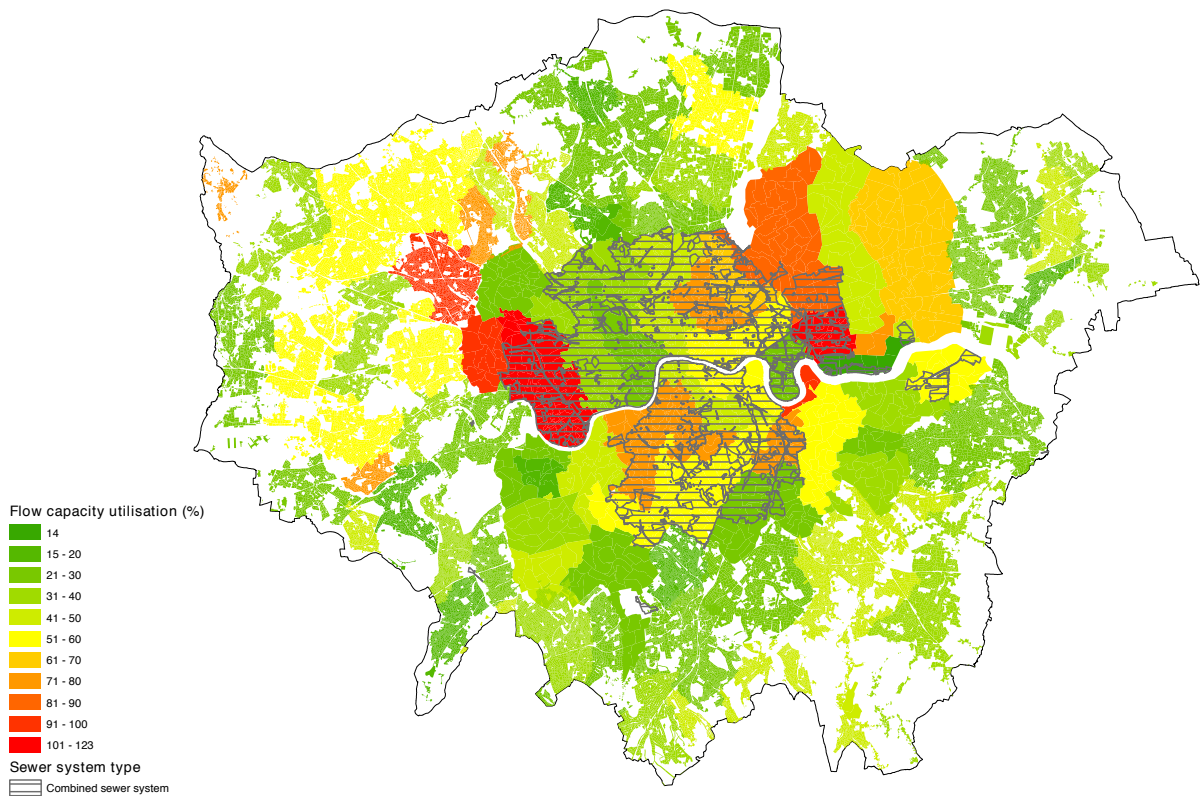 Flow capacity utilisation (%)
14
15 - 20
21 - 30
31 - 40
41 - 50
51 - 60
61 - 70
71 - 80
81 - 90
91 - 100
101 - 123
Sewer system type
Combined sewer system